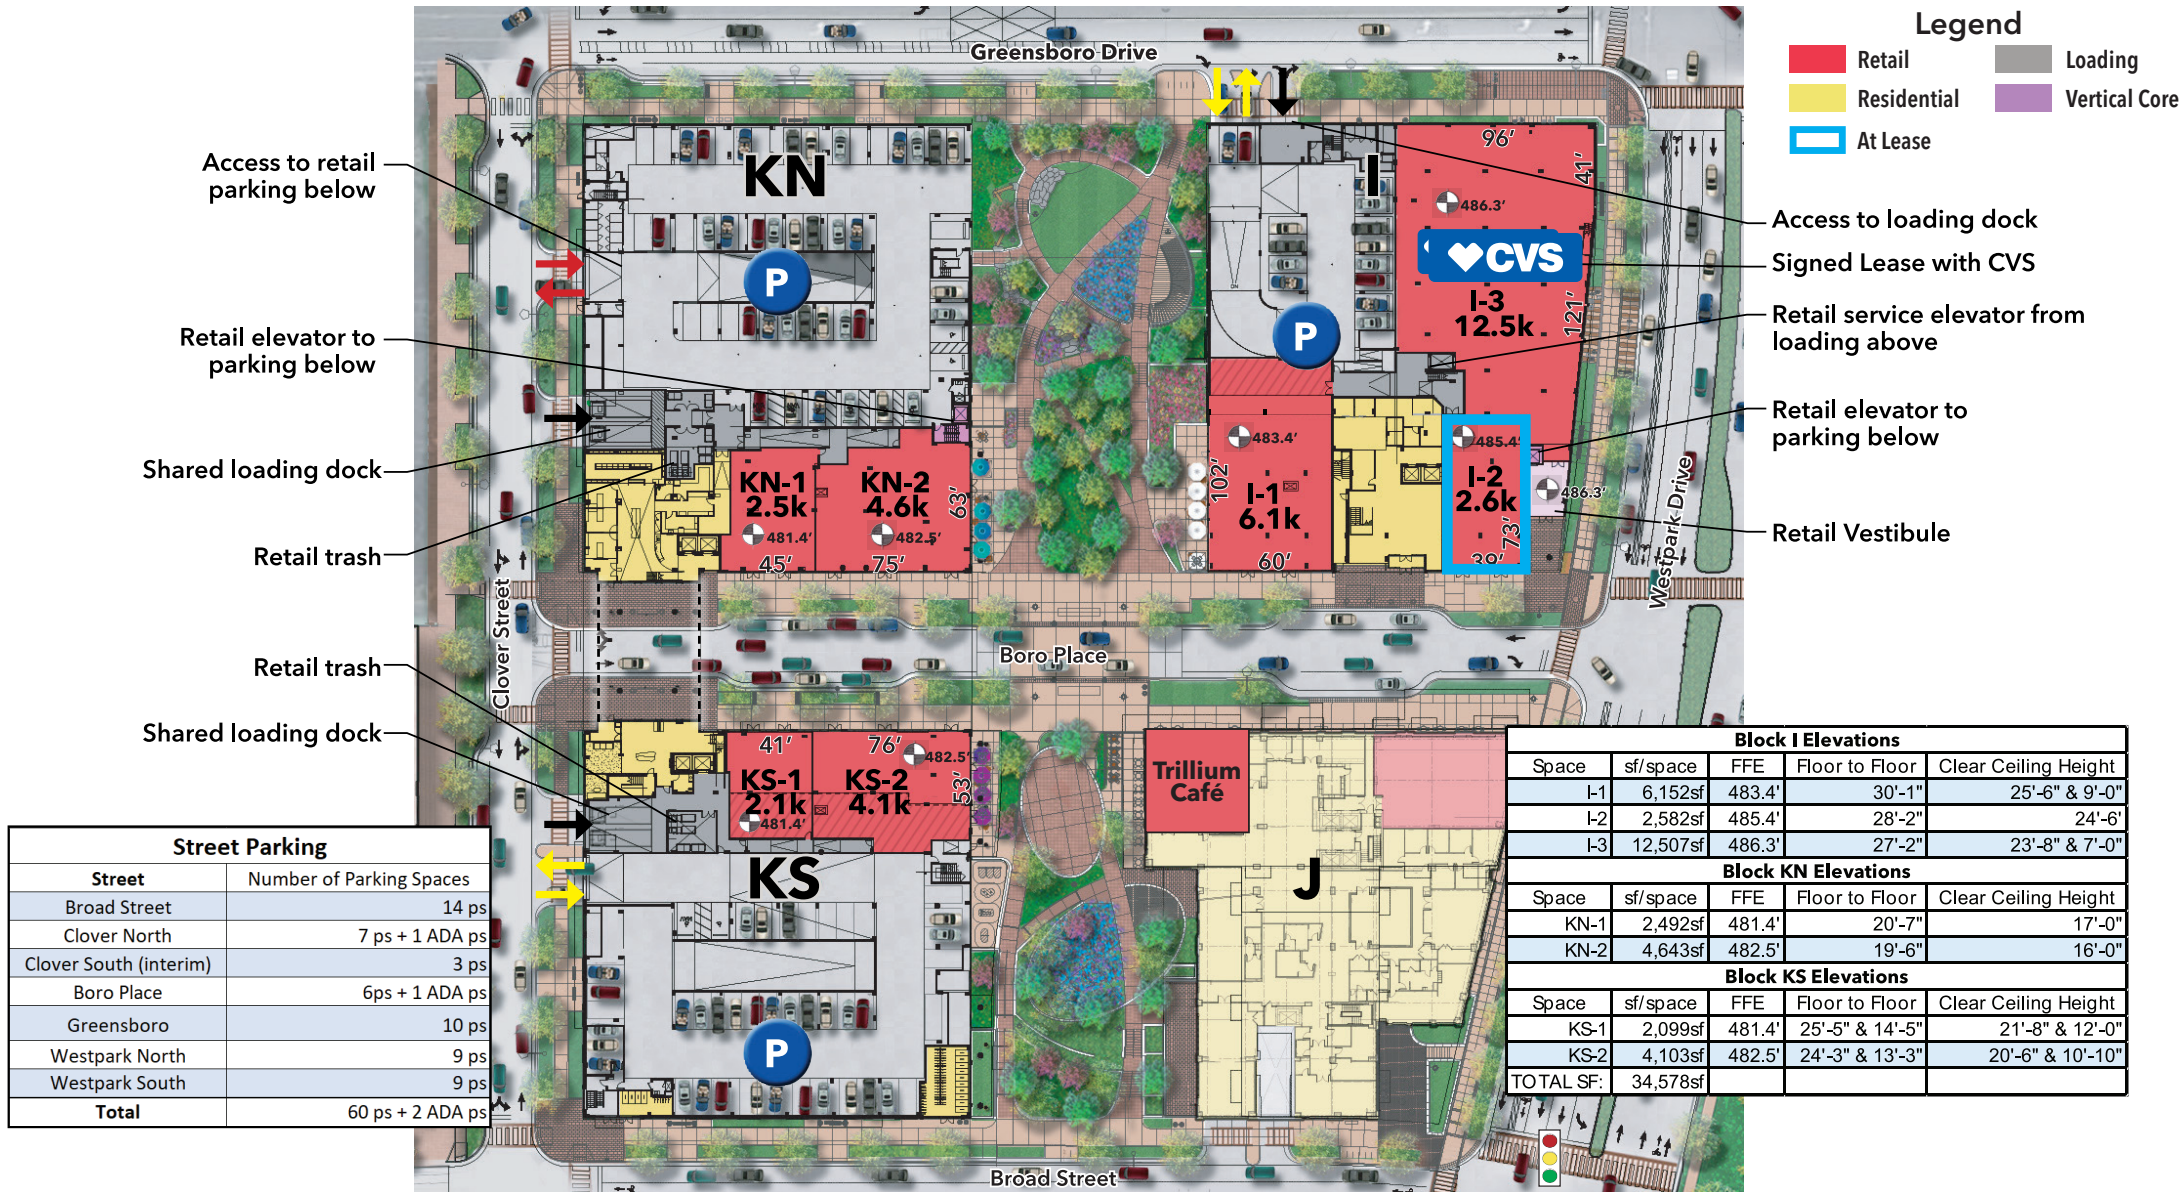 Greensboro Drive
Legend
Retail
Loading
Residential
Vertical Core
At Lease
Access to retail
parking below
Retail elevator to
parking below
Shared loading dock
Retail trash
Retail trash
Shared loading dock
KN
P
KN-1
2.5k
481.4'
45'
KN-2
4.6k
482.5'
75'
63'
I
96'
41'
486.3'
CVS
I-3
12.5k
121'
P
483.4'
102'
I-1
6.1k
60'
485.4'
I-2
2.6k
73'
39'
486.3'
Access to loading dock
Signed Lease with CVS
Retail service elevator from
loading above
Retail elevator to
parking below
Retail Vestibule
Westpark Drive
Clover Street
Boro Place
41'
KS-1
2.1k
481.4'
76'
482.5'
KS-2
4.1k
53'
KS
P
Trillium
Café
J
Broad Street
Street Parking
Street Number of Parking Spaces
Broad Street 14 ps
Clover North 7 ps + 1 ADA ps
Clover South (interim) 3 ps
Boro Place 6ps + 1 ADA ps
Greensboro 10 ps
Westpark North 9 ps
Westpark South 9 ps
Total 60 ps + 2 ADA ps
Block I Elevations
Space sf/space FFE Floor to Floor Clear Ceiling Height
I-1 6,152sf 483.4' 30'-1" 25'-6" & 9'-0"
I-2 2,582sf 485.4' 28'-2" 24'-6'
I-3 12,507sf 486.3' 27'-2" 23'-8" & 7'-0"
Block KN Elevations
Space sf/space FFE Floor to Floor Clear Ceiling Height
KN-1 2,492sf 481.4' 20'-7" 17'-0"
KN-2 4,643sf 482.5' 19'-6" 16'-0"
Block KS Elevations
Space sf/space FFE Floor to Floor Clear Ceiling Height
KS-1 2,099sf 481.4' 25'-5" & 14'-5" 21'-8" & 12'-0"
KS-2 4,103sf 482.5' 24'-3" & 13'-3" 20'-6" & 10'-10"
TOTAL SF: 34,578sf